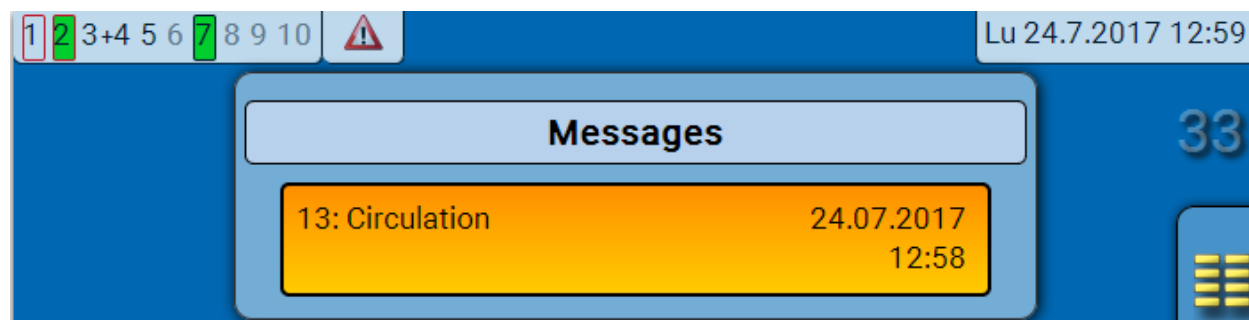 1 2 3+4 5 6 7 8 9 10
Lu 24.7.2017 12:59
Messages
33
13: Circulation 24.07.2017
12:58